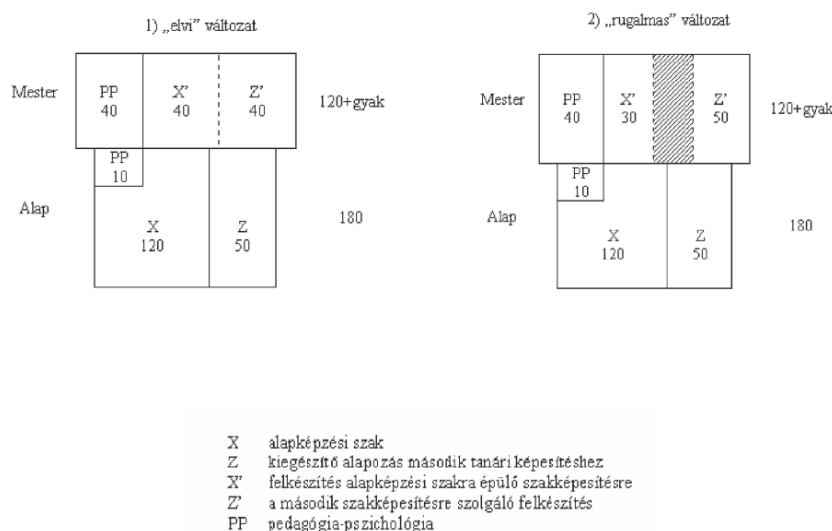 1) „elvi” változat
Mester
PP
40
X’
40
Z’
40
120+gyak
PP
10
Alap
X
120
Z
50
180
2) „rugalmas” változat
Mester
PP
40
X’
30
Z’
50
120+gyak
PP
10
Alap
X
120
Z
50
180
X alapképzési szak
Z kiegészítő alapozás második tanári képesítéshez
X’ felkészítés alapképzési szakra épülő szakképesítésre
Z’ a második szakképesítésre szolgáló felkészítés
PP pedagógia-pszichológia